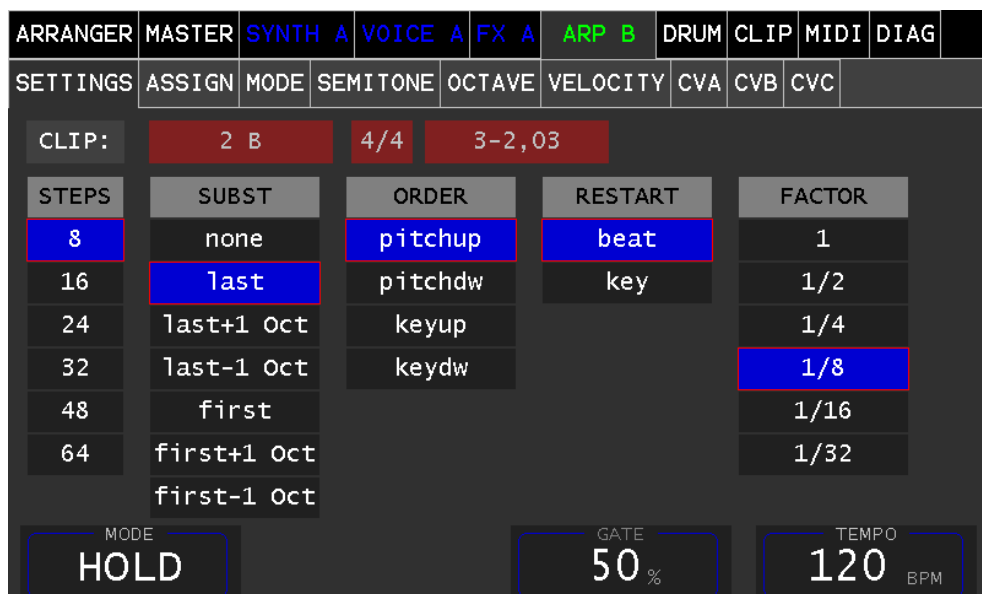 ARRANGER MASTER SYNTH A VOICE A FX A ARP B DRUM CLIP MIDI DIAG
SETTINGS ASSIGN MODE SEMITONE OCTAVE VELOCITY CVA CVB CVC
CLIP: 2 B 4/4 3-2,03
STEPS SUBST ORDER RESTART FACTOR
8 none pitchup beat 1
16 last pitchdw key 1/2
24 last+1 Oct keyup 1/4
32 last-1 Oct keydw 1/8
48 first 1/16
64 first+1 Oct 1/32
first-1 Oct
MODE GATE TEMPO
HOLD 50 % 120 BPM